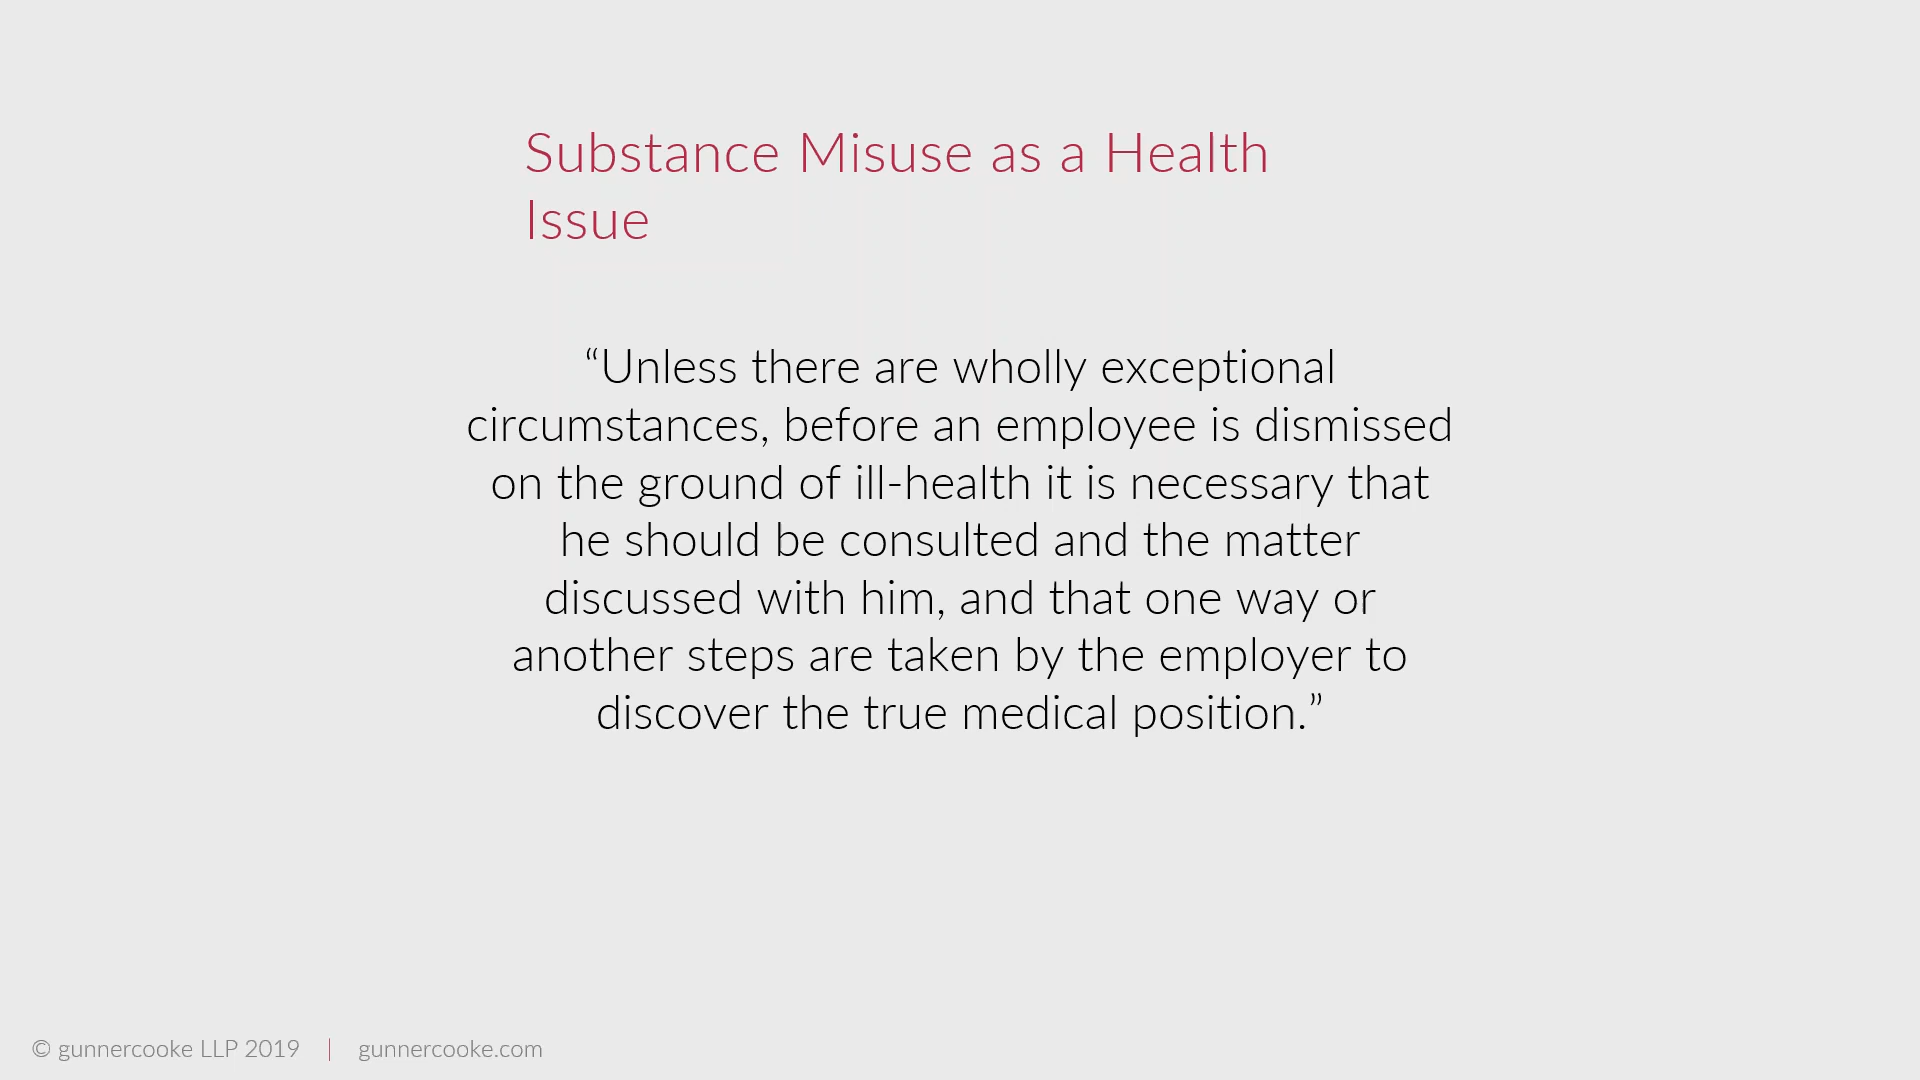 Substance Misuse as a Health
Issue
“Unless there are wholly exceptional
circumstances, before an employee is dismissed
on the ground of ill-health it is necessary that
he should be consulted and the matter
discussed with him, and that one way or
another steps are taken by the employer to
discover the true medical position.”
© gunnercooke LLP 2019 | gunnercooke.com